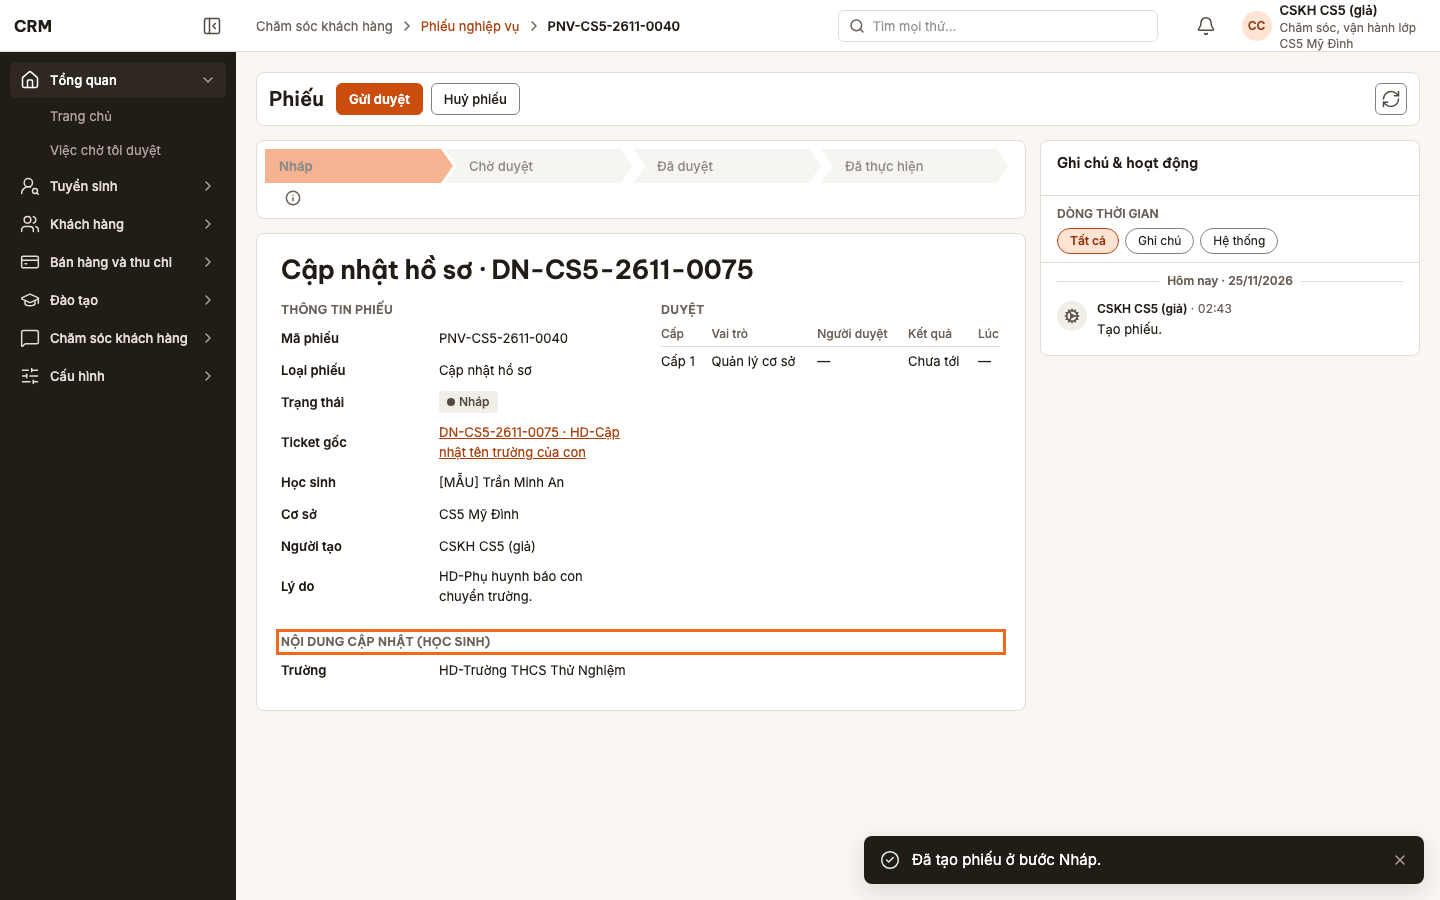 CRM
Chăm sóc khách hàng
Phiếu nghiệp vụ
PNV-CS5-2611-0040
Tìm mọi thứ...
CC
CSKH CS5 (giả)
Chăm sóc, vận hành lớp
CS5 Mỹ Đình
Tổng quan
Trang chủ
Việc chờ tôi duyệt
Tuyển sinh
Khách hàng
Bán hàng và thu chi
Đào tạo
Chăm sóc khách hàng
Cấu hình
Phiếu
Gửi duyệt
Huỷ phiếu
Nháp
Chờ duyệt
Đã duyệt
Đã thực hiện
Cập nhật hồ sơ · DN-CS5-2611-0075
THÔNG TIN PHIẾU
Mã phiếu PNV-CS5-2611-0040
Loại phiếu Cập nhật hồ sơ
Trạng thái Nháp
Ticket gốc DN-CS5-2611-0075 · HD-Cập
nhật tên trường của con
Học sinh [MẪU] Trần Minh An
Cơ sở CS5 Mỹ Đình
Người tạo CSKH CS5 (giả)
Lý do HD-Phụ huynh báo con
chuyển trường.
DUYỆT
Cấp Vai trò Người duyệt Kết quả Lúc
Cấp 1 Quản lý cơ sở — Chưa tới —
NỘI DUNG CẬP NHẬT (HỌC SINH)
Trường HD-Trường THCS Thử Nghiệm
Ghi chú & hoạt động
DÒNG THỜI GIAN
Tất cả
Ghi chú
Hệ thống
Hôm nay · 25/11/2026
CSKH CS5 (giả) · 02:43
Tạo phiếu.
Đã tạo phiếu ở bước Nháp.